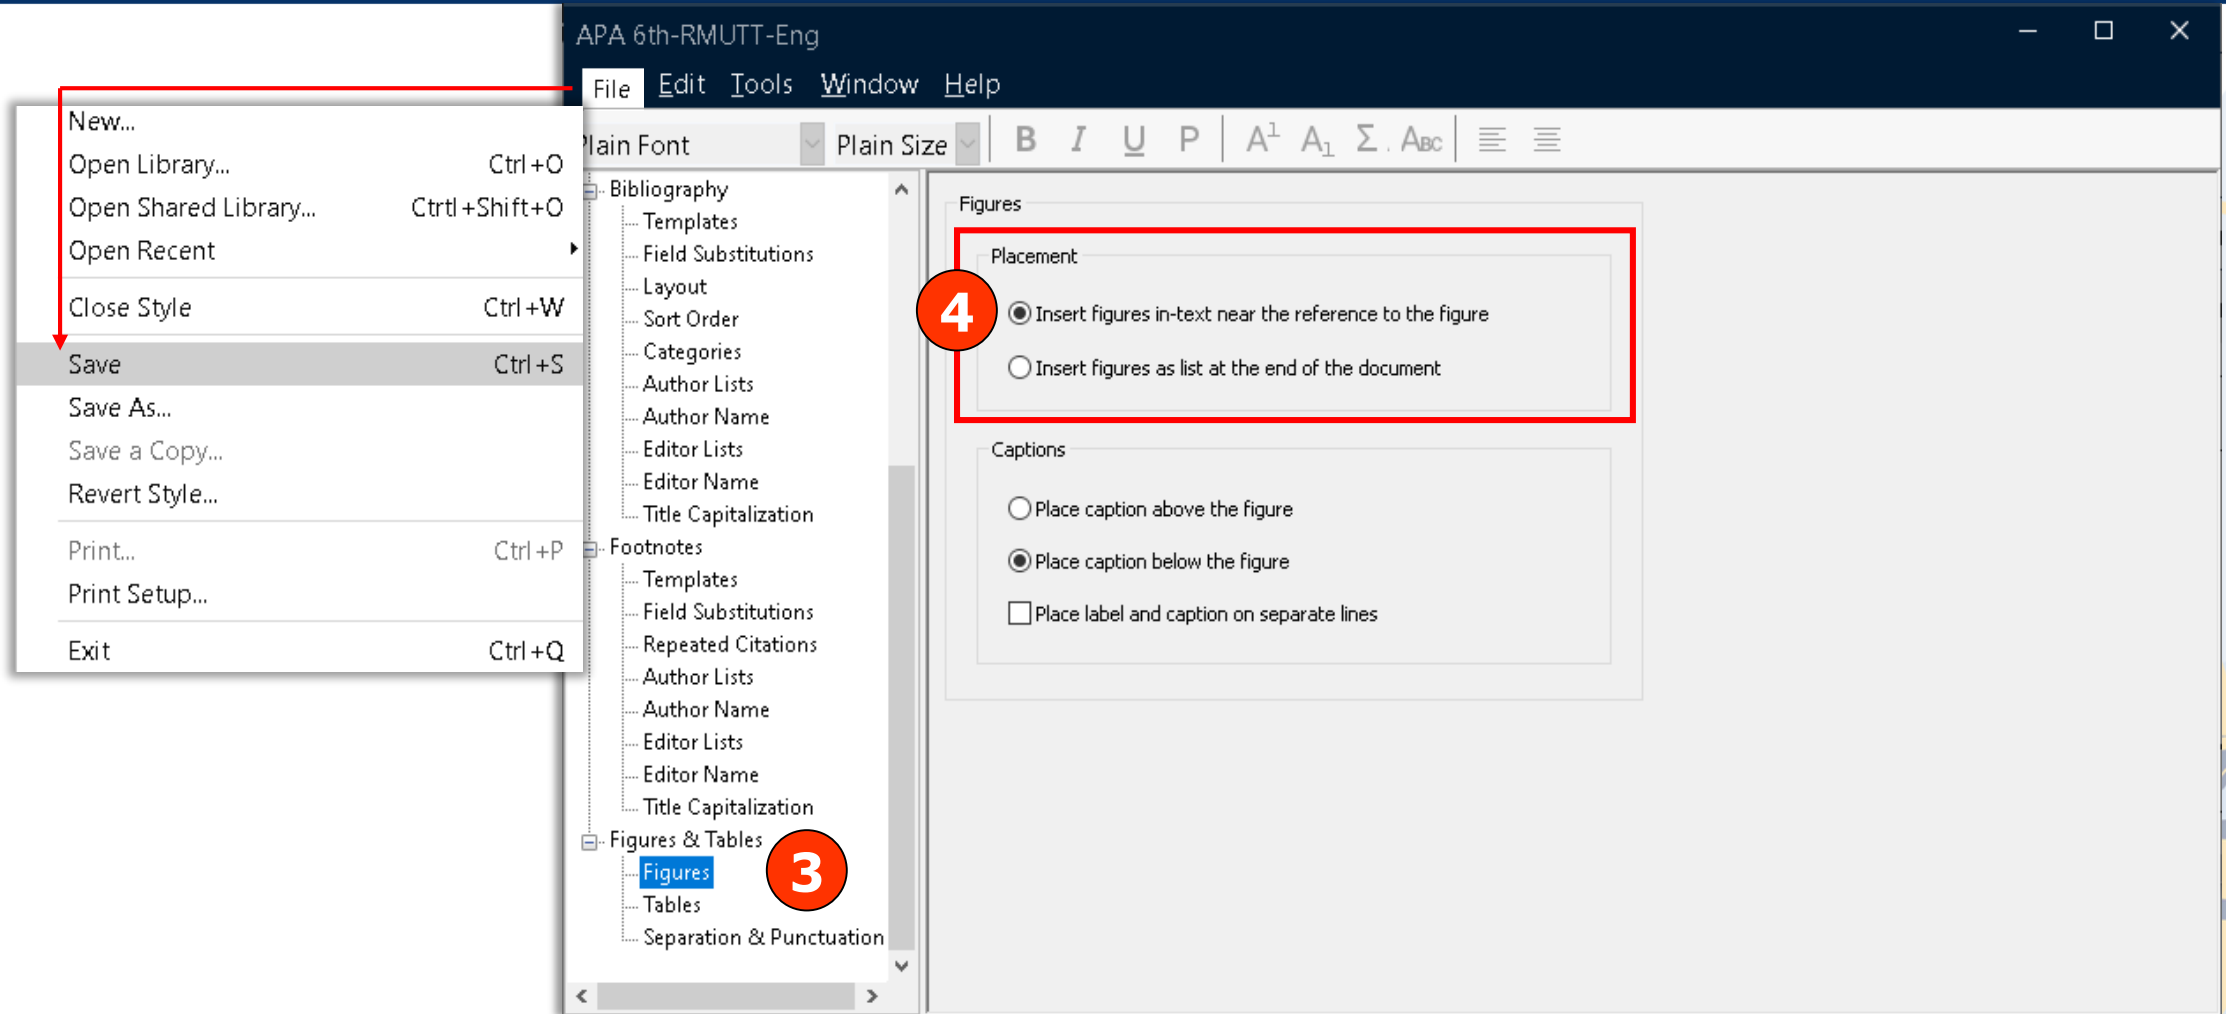 APA 6th-RMUTT-Eng
File Edit Tools Window Help
New...
Open Library... Ctrl+O
Open Shared Library... Ctrtl+Shift+O
Open Recent
Close Style Ctrl+W
Save Ctrl+S
Save As...
Save a Copy...
Revert Style...
Print... Ctrl+P
Print Setup...
Exit Ctrl+Q
Plain Font Plain Size B I U P A1 A1 Σ ABC
Bibliography
Templates
Field Substitutions
Layout
Sort Order
Categories
Author Lists
Author Name
Editor Lists
Editor Name
Title Capitalization
Footnotes
Templates
Field Substitutions
Repeated Citations
Author Lists
Author Name
Editor Lists
Editor Name
Title Capitalization
Figures & Tables
Figures
3
Tables
Separation & Punctuation
Figures
Placement
4
Insert figures in-text near the reference to the figure
Insert figures as list at the end of the document
Captions
Place caption above the figure
Place caption below the figure
Place label and caption on separate lines